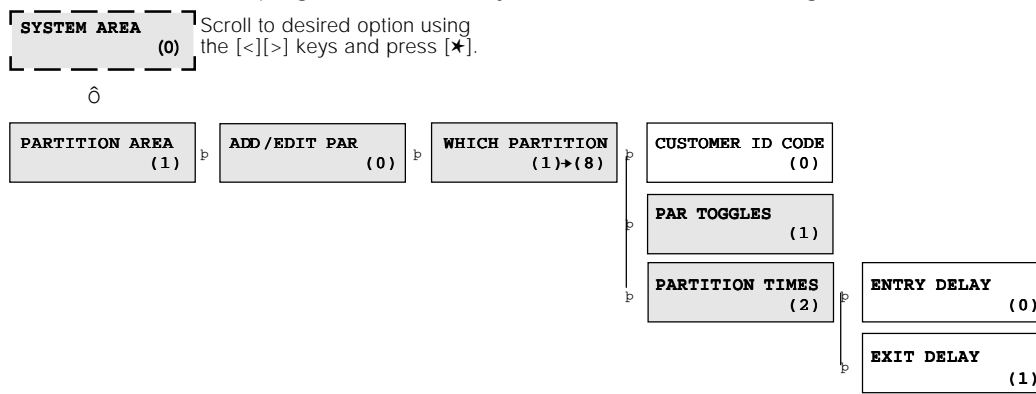 SYSTEM AREA
(0)
Scroll to desired option using
the [<][>] keys and press [✶].
Ô
PARTITION AREA
(1)
þ
ADD/EDIT PAR
(0)
þ
WHICH PARTITION
(1)→(8)
þ
CUSTOMER ID CODE
(0)
þ
PAR TOGGLES
(1)
þ
PARTITION TIMES
(2)
þ
ENTRY DELAY
(0)
þ
EXIT DELAY
(1)